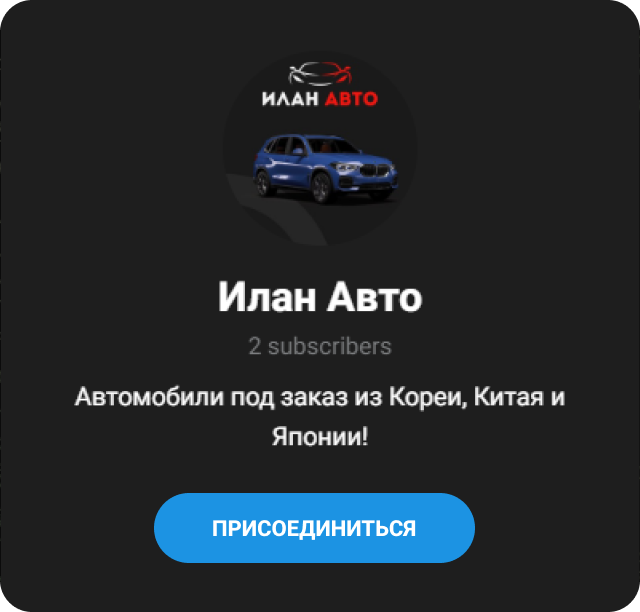 ИЛАН АВТО
Илан Авто
2 subscribers
Автомобили под заказ из Кореи, Китая и
Японии!
ПРИСОЕДИНИТЬСЯ